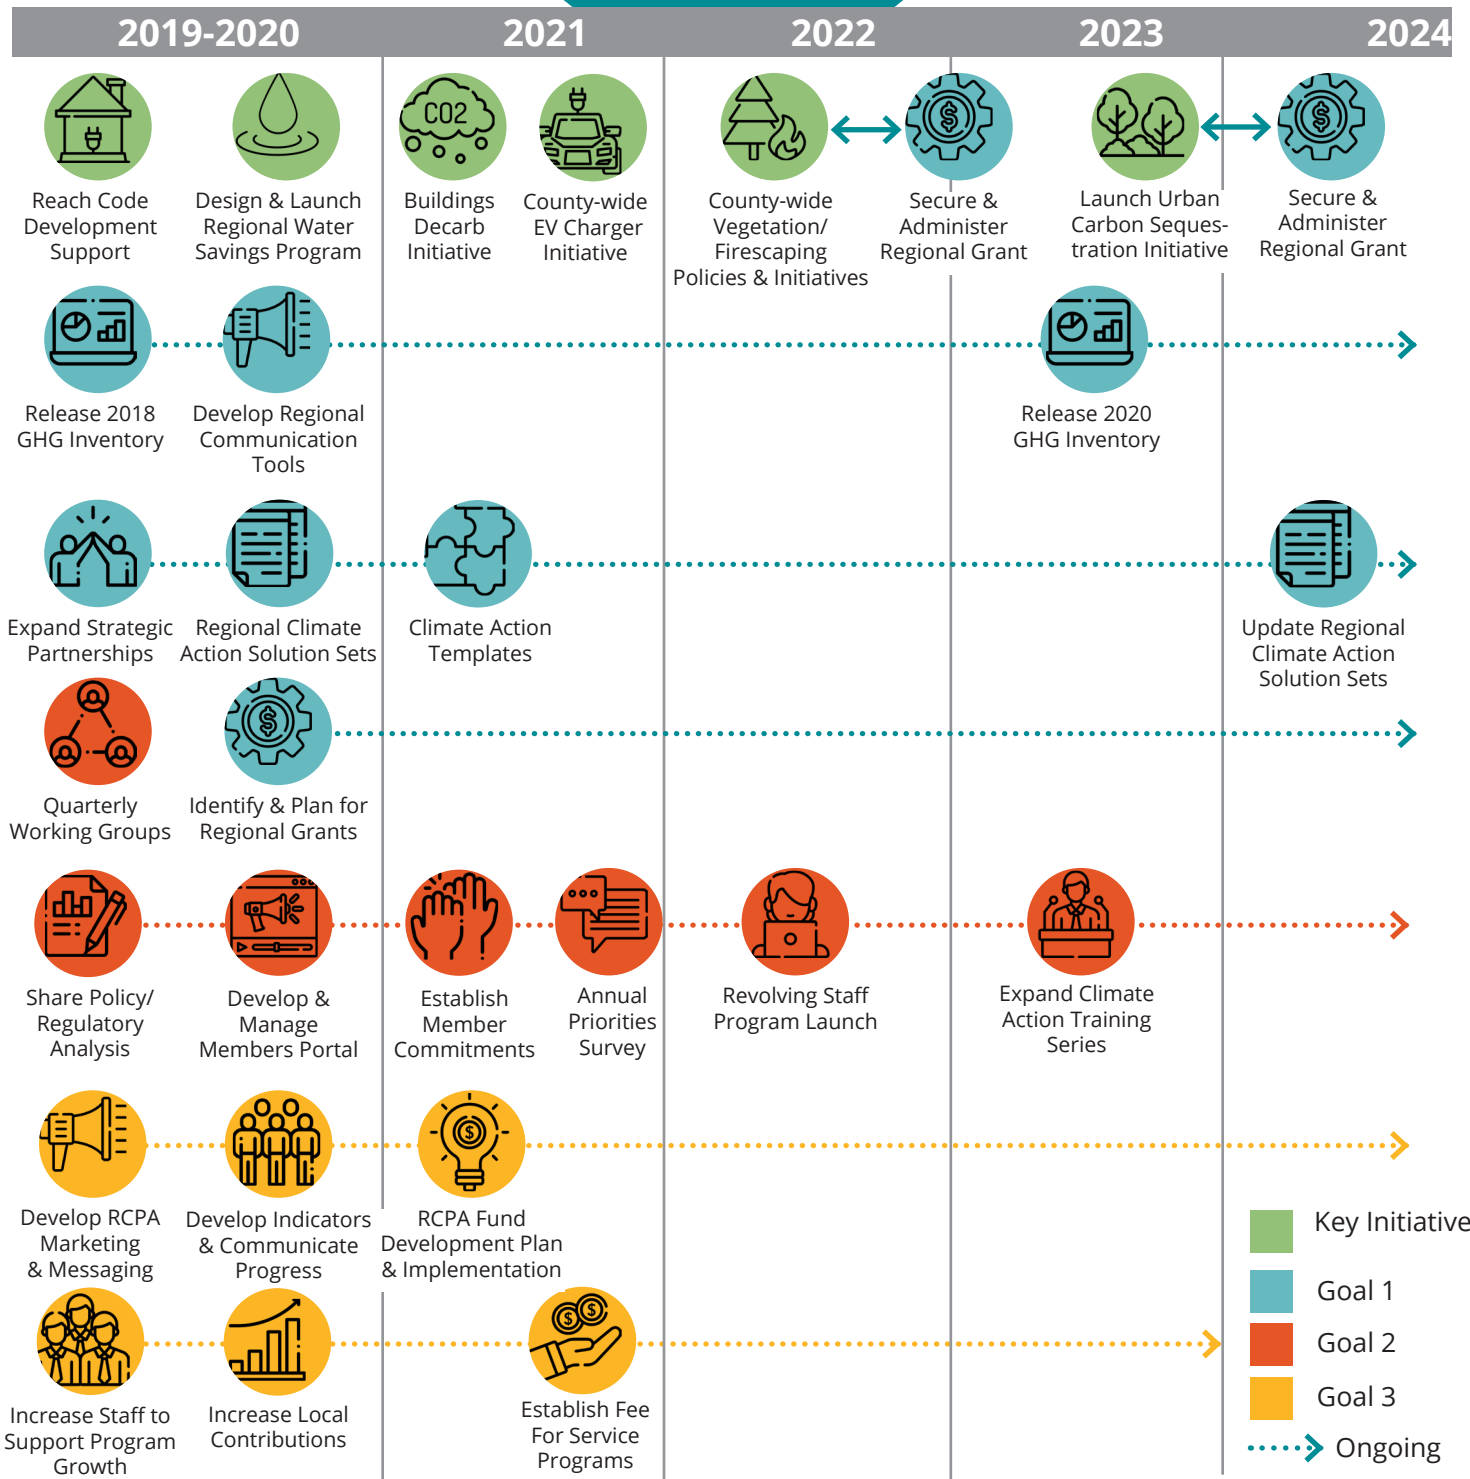 2019-2020
2021
2022
2023
2024
CO2
Reach Code
Development
Support
Design & Launch
Regional Water
Savings Program
Buildings
Decarb
Initiative
County-wide
EV Charger
Initiative
County-wide
Vegetation/
Firescaping
Policies & Initiatives
$
Secure &
Administer
Regional Grant
Launch Urban
Carbon Seques-
tration Initiative
$
Secure &
Administer
Regional Grant
Release 2018
GHG Inventory
Develop Regional
Communication
Tools
Release 2020
GHG Inventory
Expand Strategic
Partnerships
Regional Climate
Action Solution Sets
Climate Action
Templates
Update Regional
Climate Action
Solution Sets
Quarterly
Working Groups
$
Identify & Plan for
Regional Grants
Share Policy/
Regulatory
Analysis
Develop &
Manage
Members Portal
Establish
Member
Commitments
Annual
Priorities
Survey
Revolving Staff
Program Launch
Expand Climate
Action Training
Series
Develop RCPA
Marketing
& Messaging
Develop Indicators
& Communicate
Progress
$
RCPA Fund
Development Plan
& Implementation
Increase Staff to
Support Program
Growth
Increase Local
Contributions
$ $
Establish Fee
For Service
Programs
Key Initiative
Goal 1
Goal 2
Goal 3
Ongoing